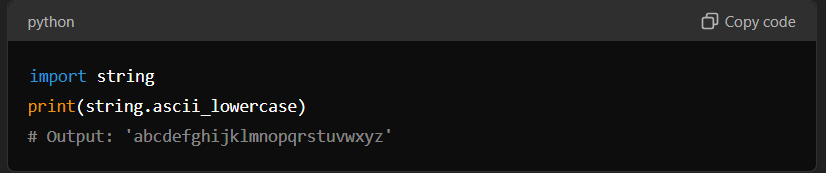 python
Copy code
import string
print(string.ascii_lowercase)
# Output: 'abcdefghijklmnopqrstuvwxyz'